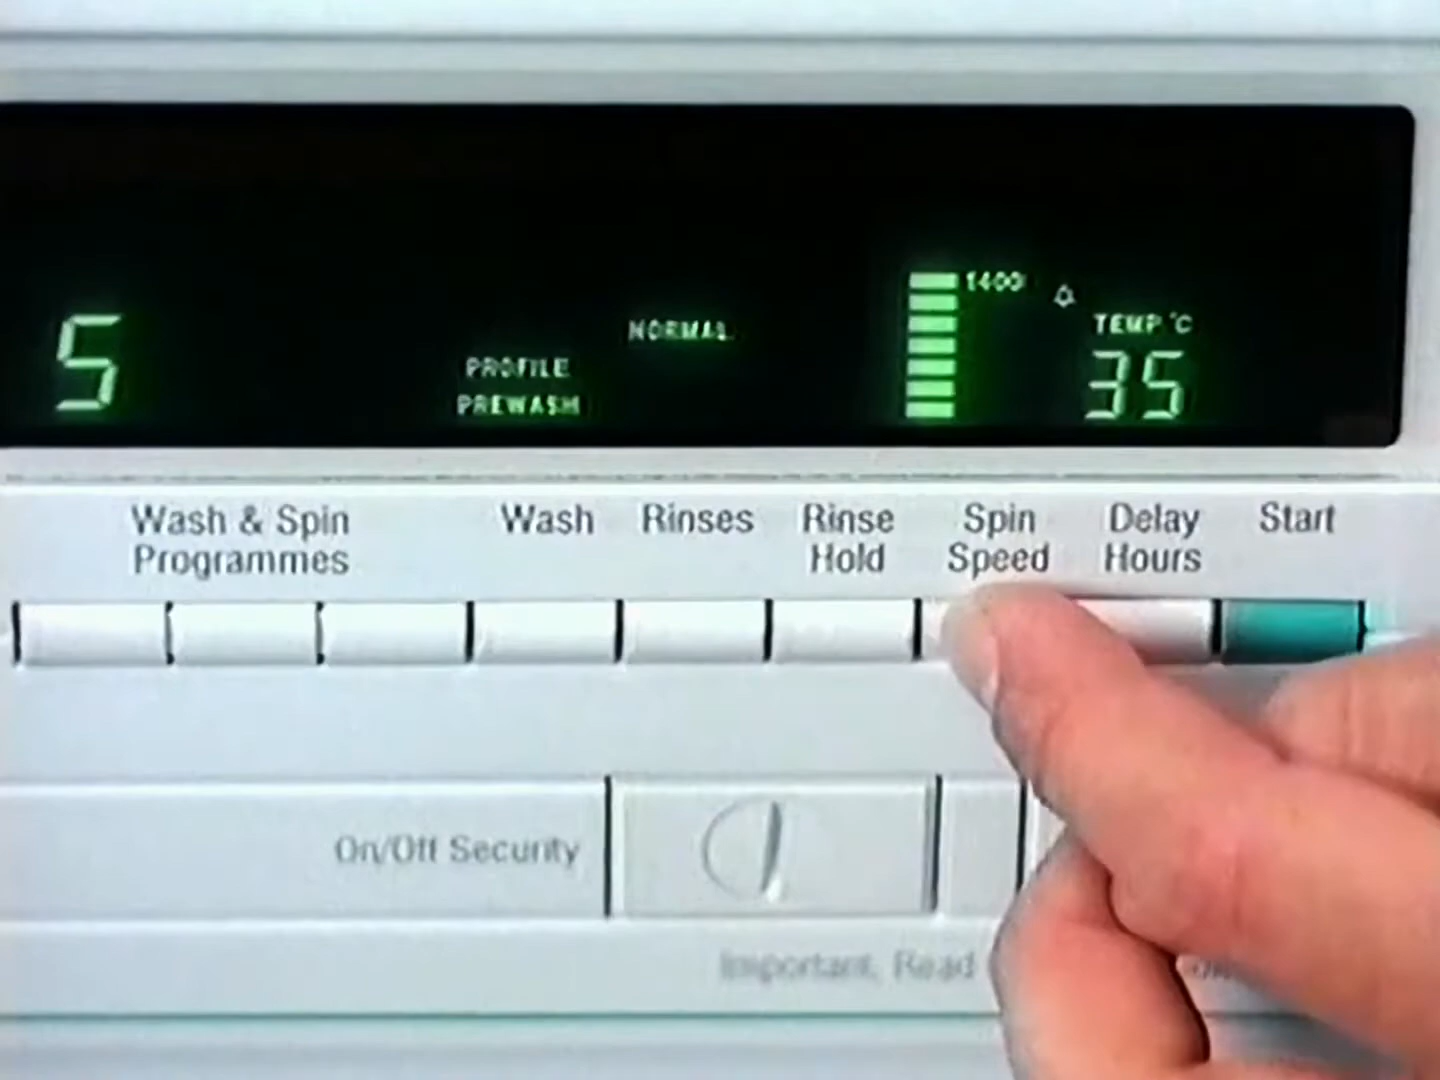 1400
TEMP °C
NORMAL
5
PROFILE
35
PREWASH
Wash & Spin
Programmes
Wash
Rinses
Rinse
Hold
Spin
Speed
Delay
Hours
Start
On/Off Security
Important, Read